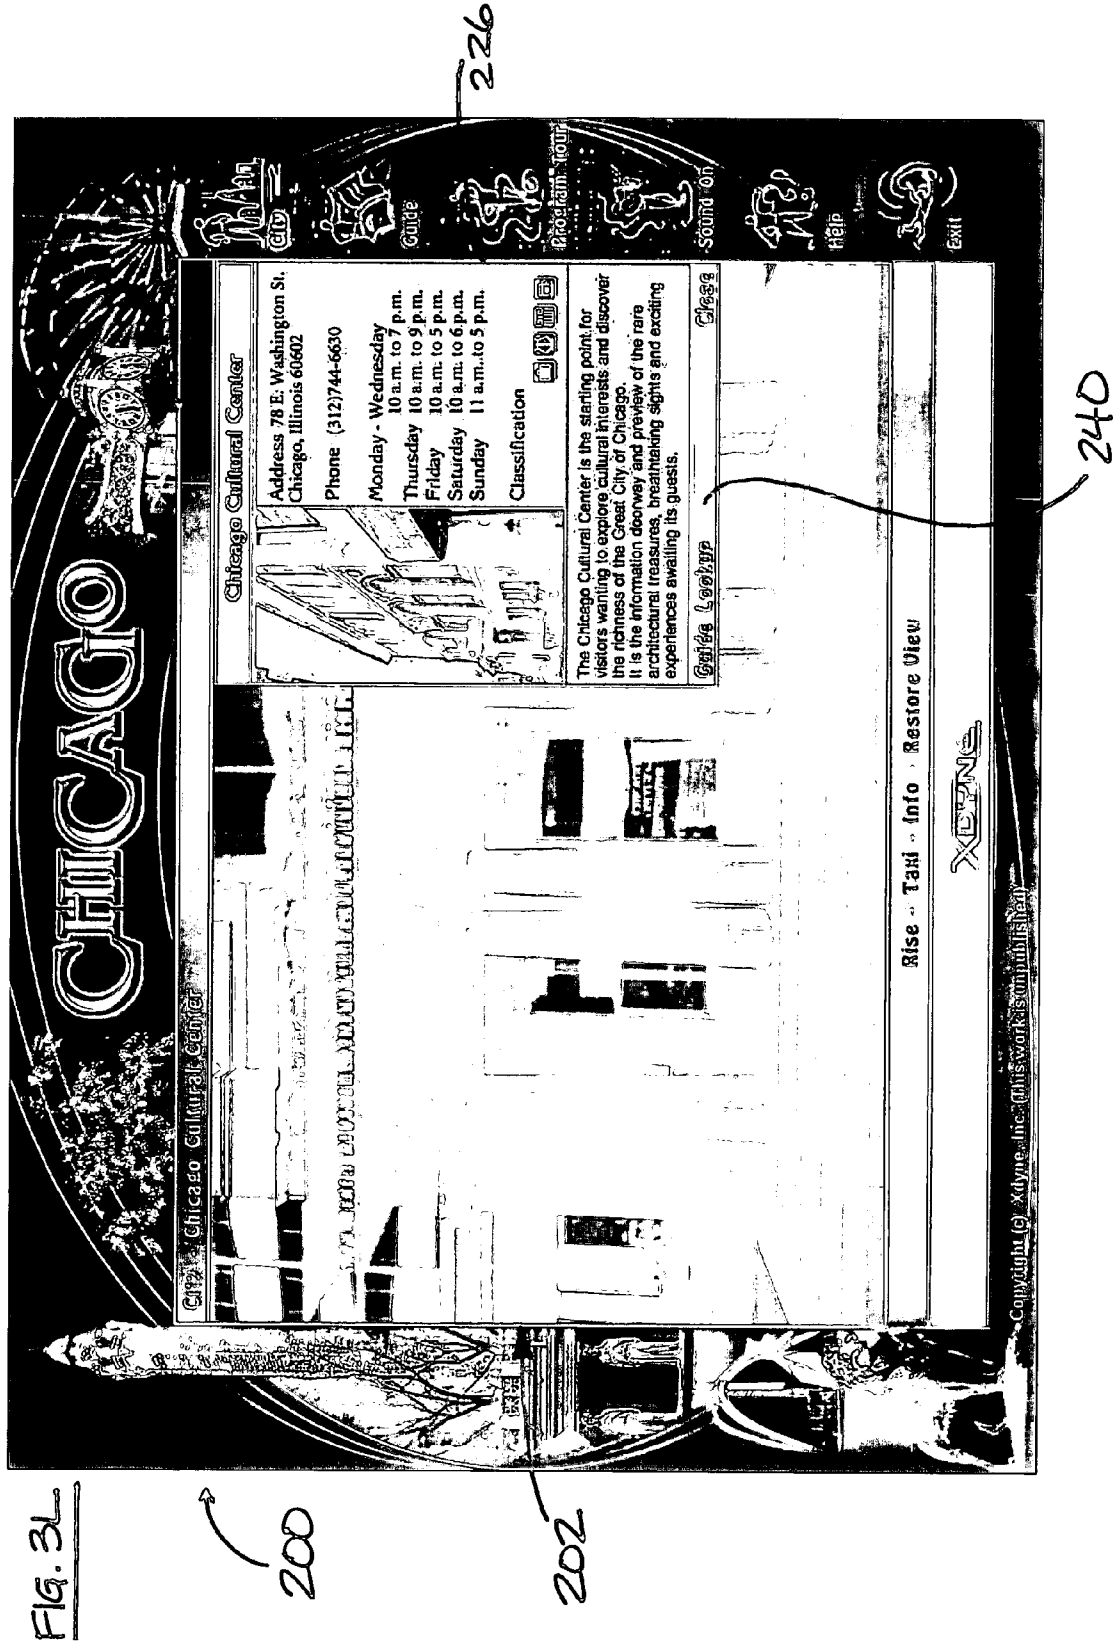 FIG. 3L
200
202
226
240
CHICAGO
City - Chicago Cultural Center
Chicago Cultural Center
Address 78 E. Washington St.
Chicago, Illinois 60602
Phone (312)744-6630
Monday - Wednesday
10 a.m. to 7 p.m.
Thursday 10 a.m. to 9 p.m.
Friday 10 a.m. to 5 p.m.
Saturday 10 a.m. to 6 p.m.
Sunday 11 a.m. to 5 p.m.
Classification
The Chicago Cultural Center is the starting point for
visitors wanting to explore cultural interests and discover
the richness of the Great City of Chicago.
It is the information doorway and preview of the rare
architectural treasures, breathtaking sights and exciting
experiences awaiting its guests.
Guide Lookup Close
City
Guide
Program Tour
Sound On
Help
Exit
Rise - Taxi - Info - Restore View
XDYNE
Copyright (c) Xdyne, Inc. (this work is unpublished)